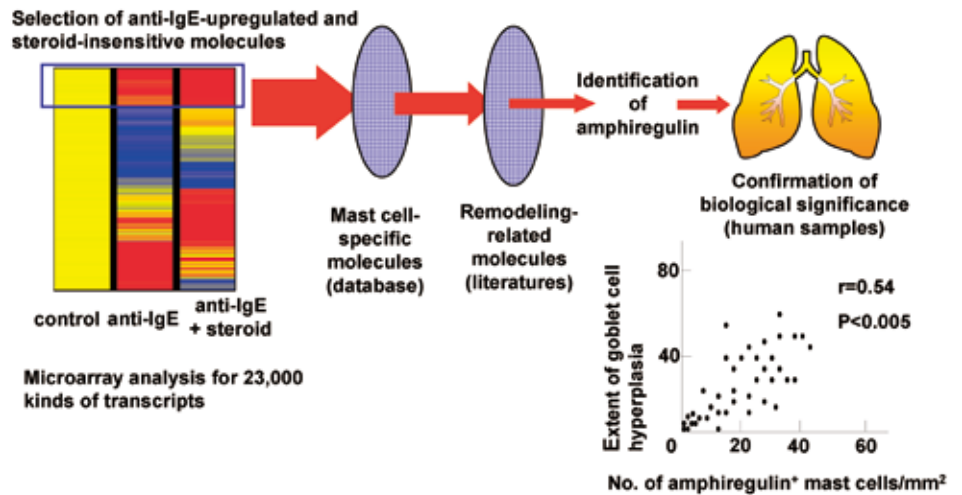 Selection of anti-IgE-upregulated and
steroid-insensitive molecules
control anti-IgE anti-IgE
+ steroid
Microarray analysis for 23,000
kinds of transcripts
Mast cell-
specific
molecules
(database)
Remodeling-
related
molecules
(literatures)
Identification
of
amphiregulin
Confirmation of
biological significance
(human samples)
Extent of goblet cell
hyperplasia
80
40
0 20 40 60
r=0.54
P<0.005
No. of amphiregulin⁺ mast cells/mm²